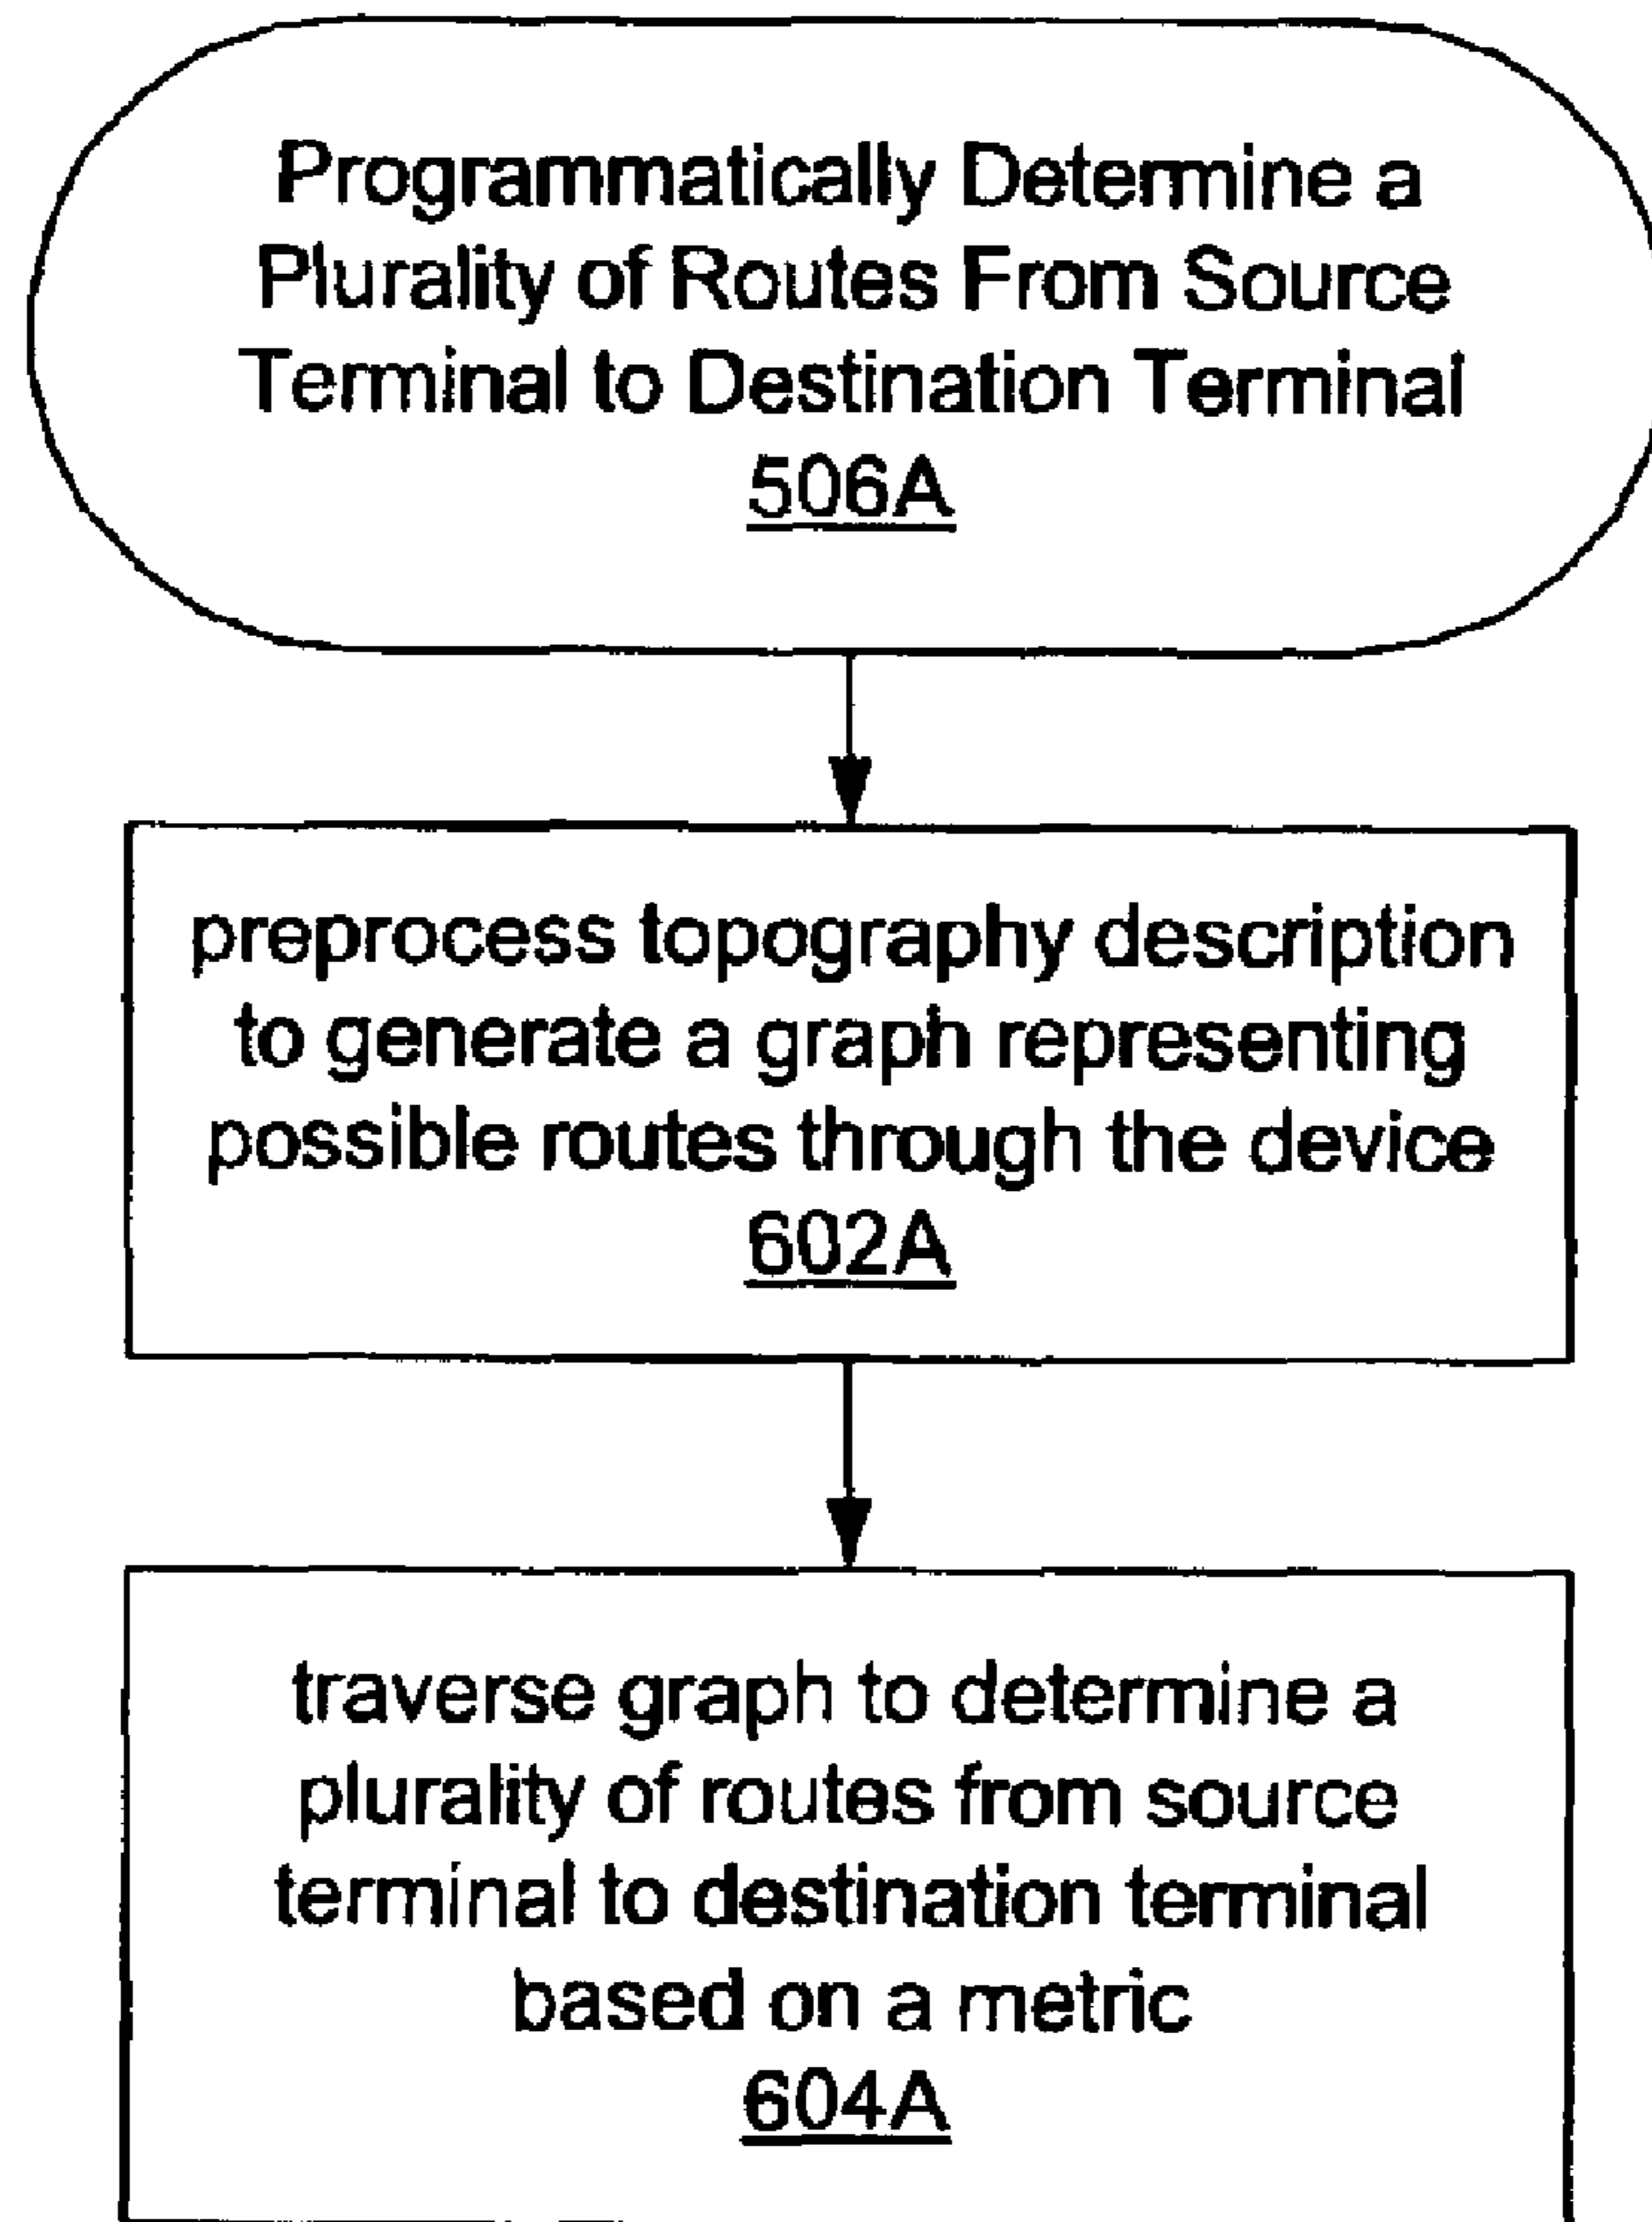 Programmatically Determine a
Plurality of Routes From Source
Terminal to Destination Terminal
506A
preprocess topography description
to generate a graph representing
possible routes through the device
602A
traverse graph to determine a
plurality of routes from source
terminal to destination terminal
based on a metric
604A